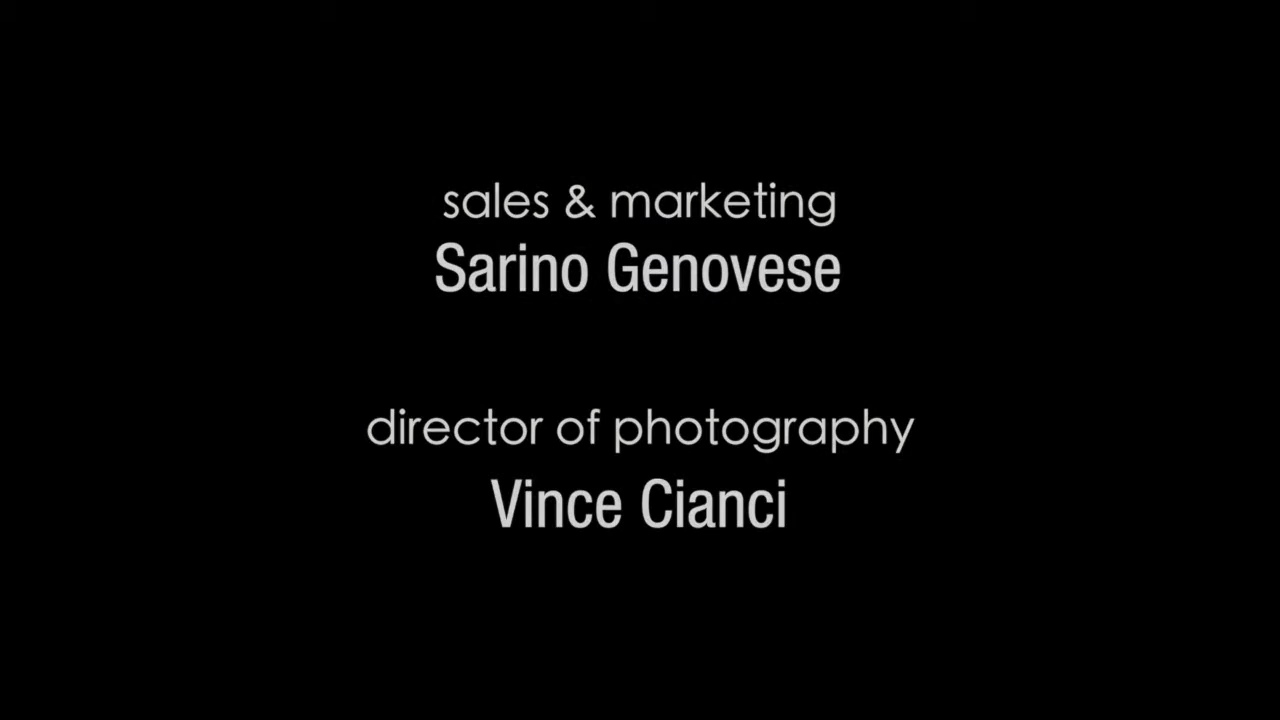 sales & marketing
Sarino Genovese
director of photography
Vince Cianci